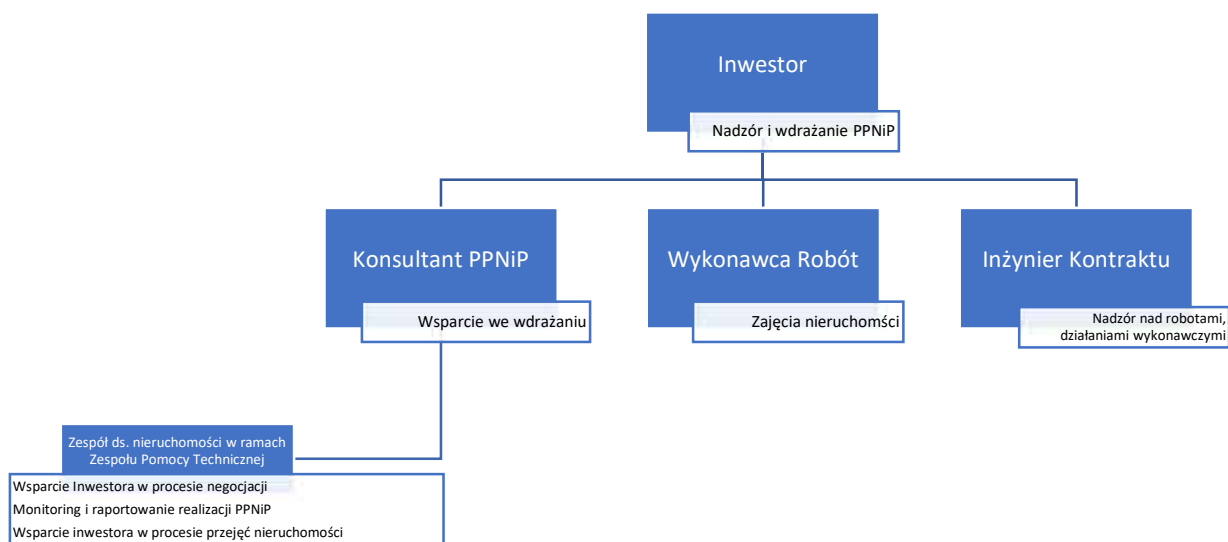 Inwestor
Nadzór i wdrażanie PPNiP
Konsultant PPNiP
Wsparcie we wdrażaniu
Wykonawca Robót
Zajęcia nieruchomści
Inżynier Kontraktu
Nadzór nad robotami,
działaniami wykonawczymi
Zespół ds. nieruchomości w ramach
Zespołu Pomocy Technicznej
Wsparcie Inwestora w procesie negocjacji
Monitoring i raportowanie realizacji PPNiP
Wsparcie inwestora w procesie przejęć nieruchomości